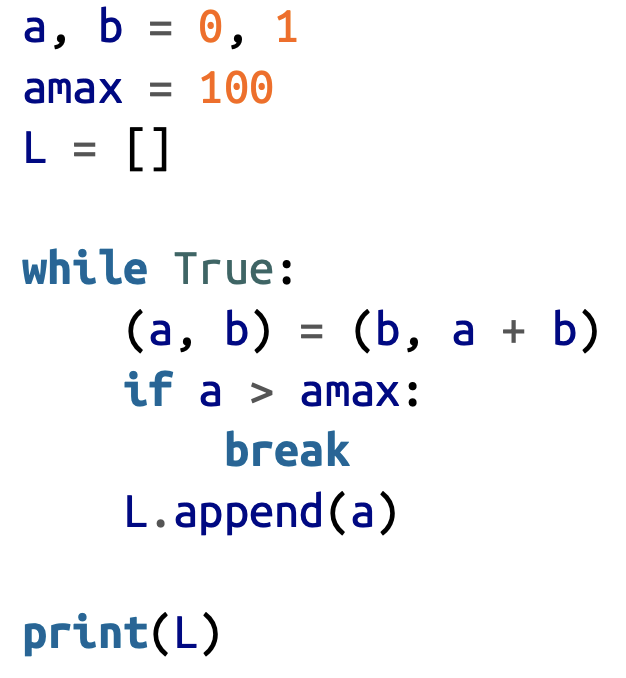 a, b = 0, 1
amax = 100
L = []

while True:
    (a, b) = (b, a + b)
    if a > amax:
        break
    L.append(a)

print(L)